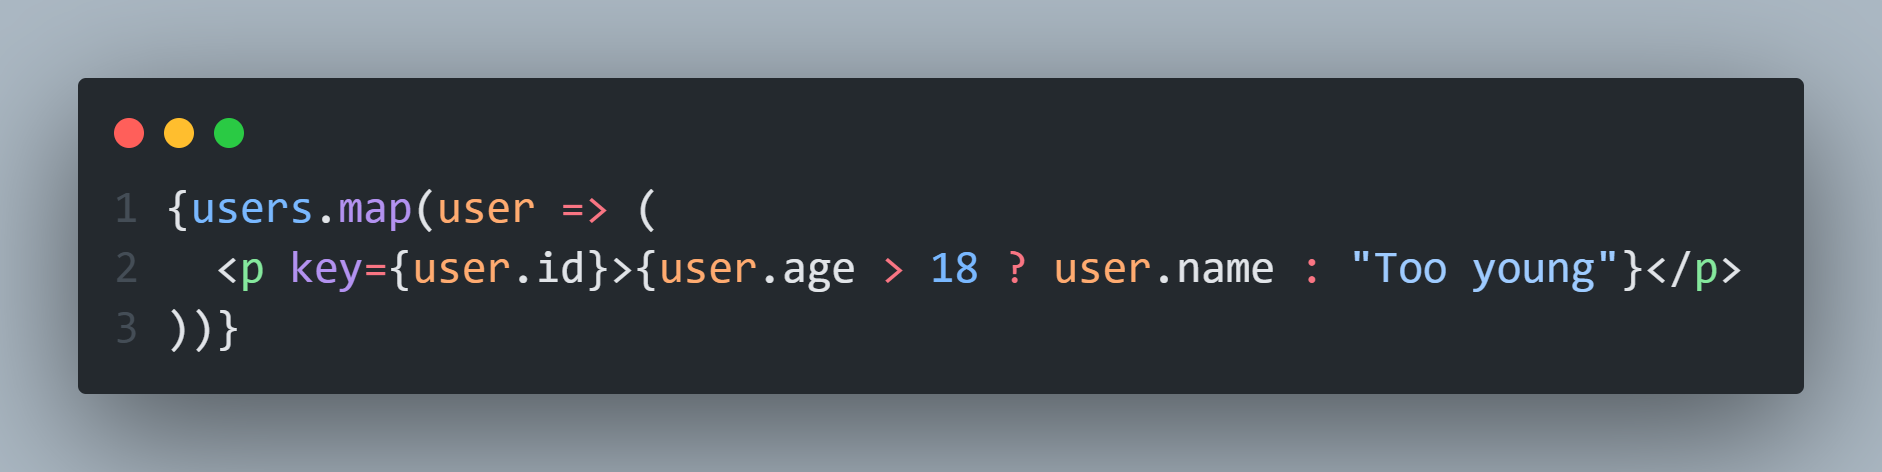 1 {users.map(user => (
2   <p key={user.id}>{user.age > 18 ? user.name : "Too young"}</p>
3 ))}